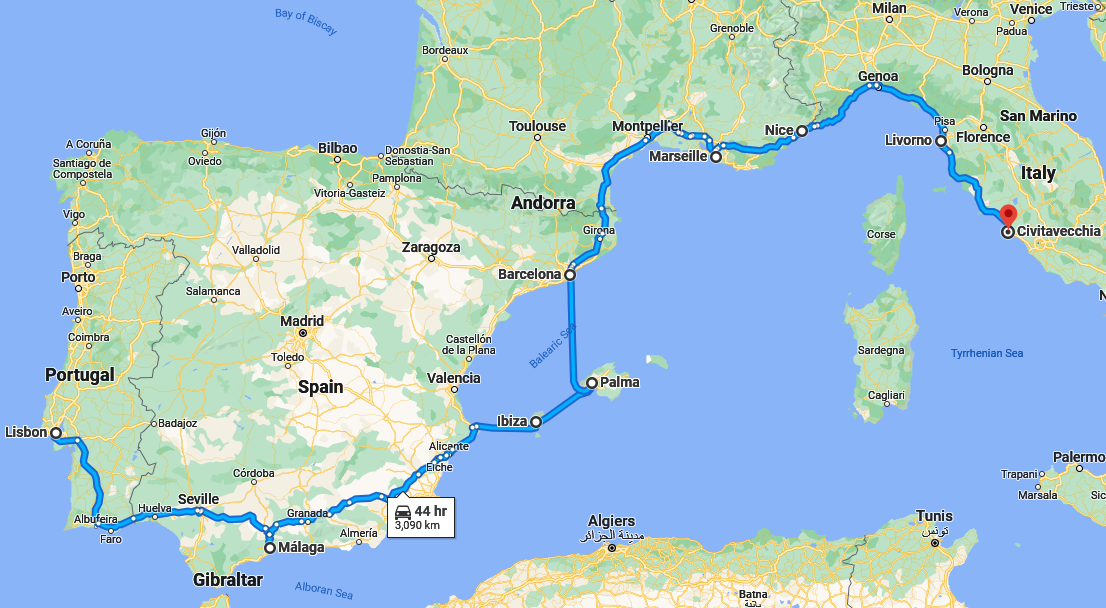 Bay of Biscay
Milan
Verona
Venice
Trieste
Padua
Grenoble
Bordeaux
Genoa
Bologna
Toulouse
Montpellier
Nice
Pisa
San Marino
Marseille
Livorno
Florence
Italy
A Coruña
Gijón
Oviedo
Santiago de
Compostela
Bilbao
Donostia-San
Sebastian
Vitoria-Gasteiz
Pamplona
Andorra
Vigo
Girona
Corse
Civitavecchia
Braga
Valladolid
Zaragoza
Porto
Barcelona
Salamanca
Aveiro
Madrid
Coimbra
Castellón
de la Plana
Balearic Sea
Toledo
Sardegna
Tyrrhenian Sea
Portugal
Spain
Valencia
Palma
Cagliari
Lisbon
Badajoz
Ibiza
Alicante
Elche
Palermo
Trapani
Marsala
Sic
Córdoba
Seville
Huelva
Albufeira
Faro
Granada
44 hr
3,090 km
Almería
Málaga
Algiers
مدينة الجزائر
Tunis
تونس
Gibraltar
Alboran Sea
Batna
باتنة
N